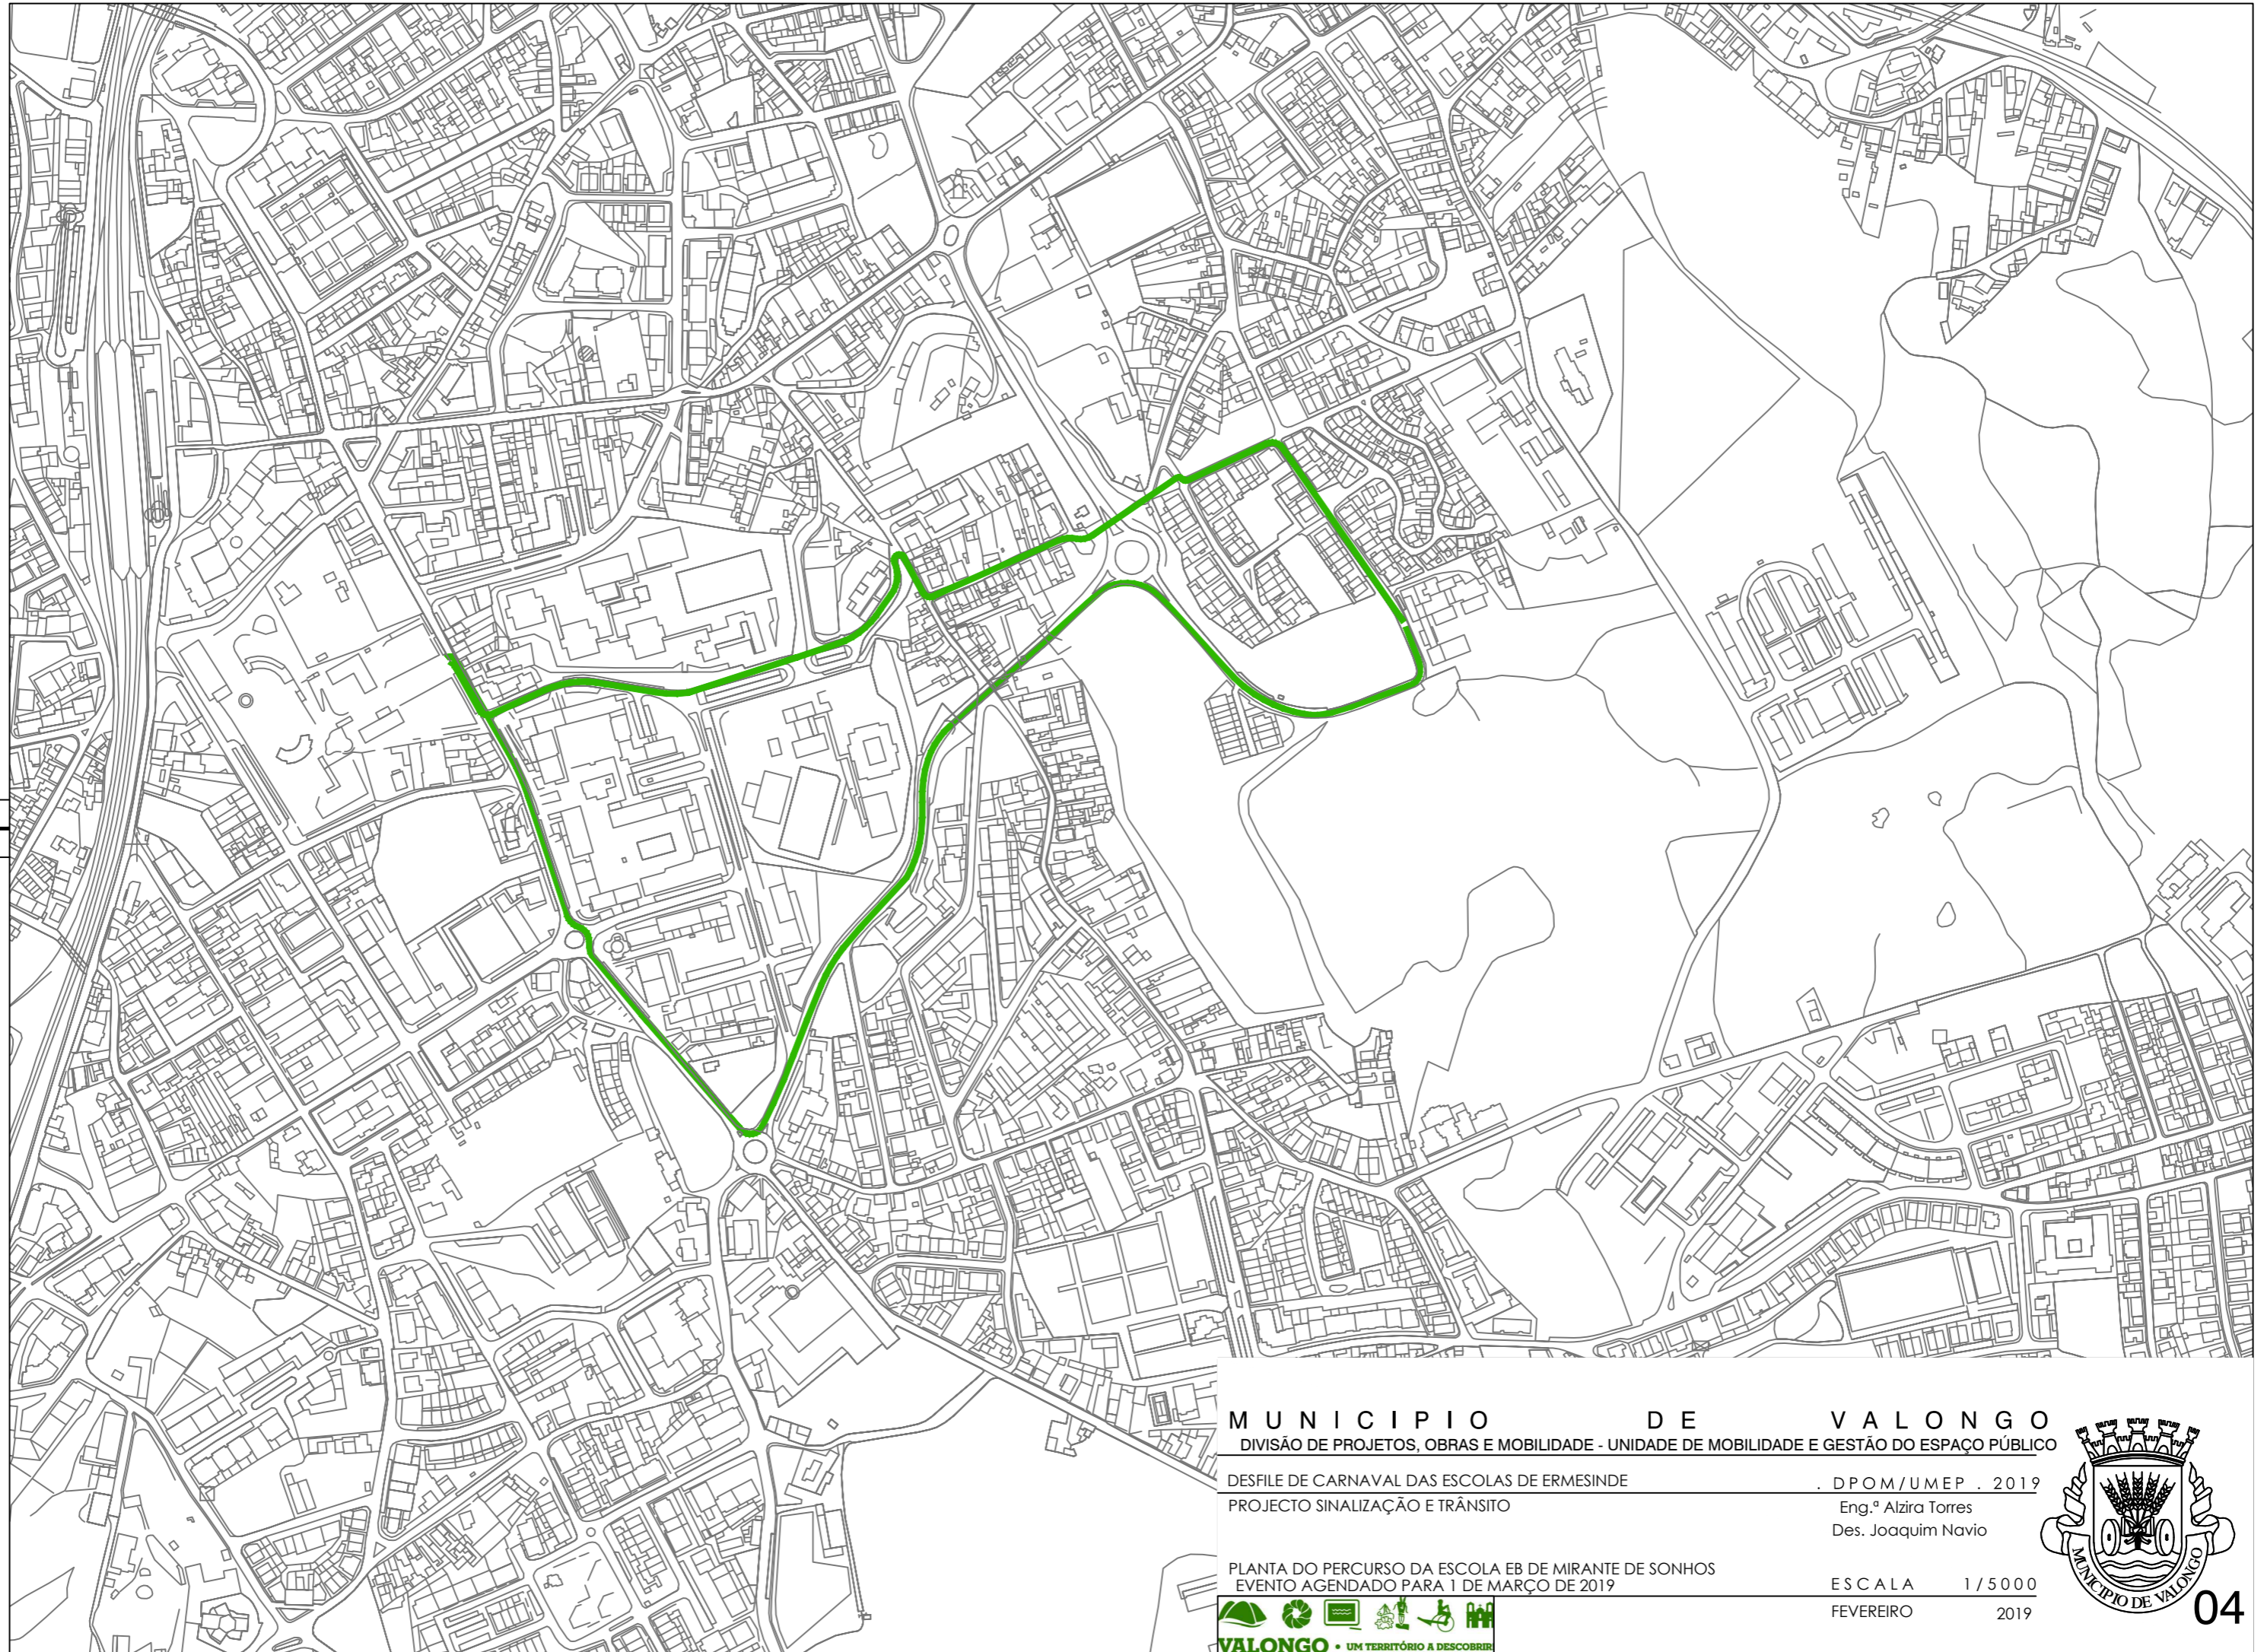 MUNICIPIO DE VALONGO
DIVISÃO DE PROJETOS, OBRAS E MOBILIDADE - UNIDADE DE MOBILIDADE E GESTÃO DO ESPAÇO PÚBLICO
DESFILE DE CARNAVAL DAS ESCOLAS DE ERMESINDE
. DPOM/UMEP . 2019
PROJECTO SINALIZAÇÃO E TRÂNSITO
Eng.ª Alzira Torres
Des. Joaquim Navio
PLANTA DO PERCURSO DA ESCOLA EB DE MIRANTE DE SONHOS
EVENTO AGENDADO PARA 1 DE MARÇO DE 2019
ESCALA 1/5000
FEVEREIRO 2019
MUNICIPIO DE VALONGO
04
VALONGO • UM TERRITÓRIO A DESCOBRIR